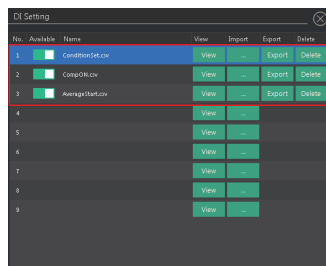 DI Setting
No. Available Name View Import Export Delete
1 ConditionSet.csv View ... Export Delete
2 CompON.csv View ... Export Delete
3 AverageStart.csv View ... Export Delete
4 View ...
5 View ...
6 View ...
7 View ...
8 View ...
9 View ...